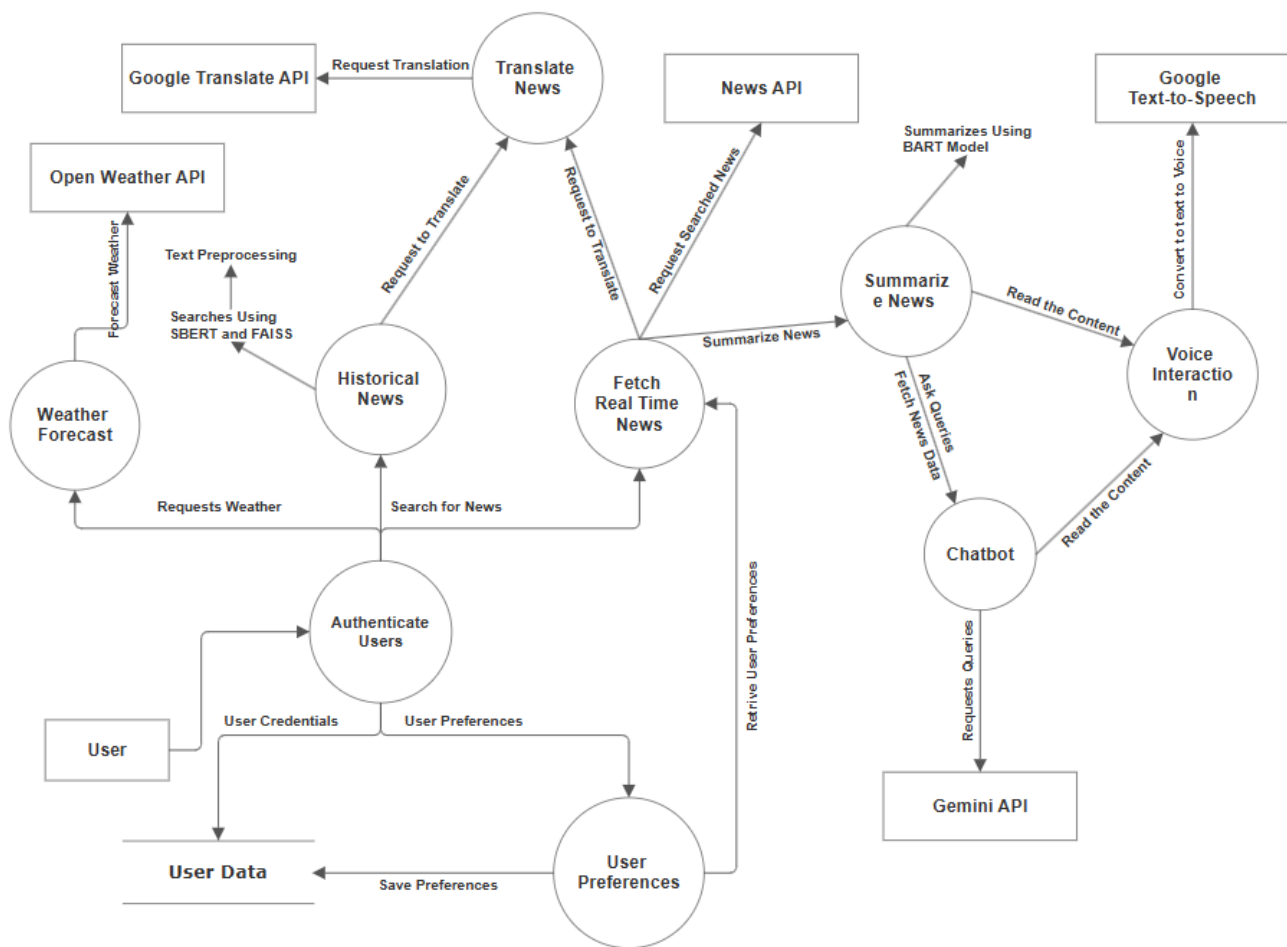 Google Translate API
Request Translation
Translate
News
News API
Google
Text-to-Speech
Summarizes Using
BART Model
Open Weather API
Forecast Weather
Text Preprocessing
Searches Using
SBERT and FAISS
Request to Translate
Request to Translate
Request Searched News
Convert to text to Voice
Summariz
e News
Read the Content
Summarize News
Voice
Interactio
n
Weather
Forecast
Historical
News
Fetch
Real Time
News
Ask Queries
Fetch News Data
Requests Weather
Search for News
Read the Content
Chatbot
Authenticate
Users
Retrive User Preferences
Requests Queries
User Credentials
User Preferences
User
Gemini API
User Data
Save Preferences
User
Preferences